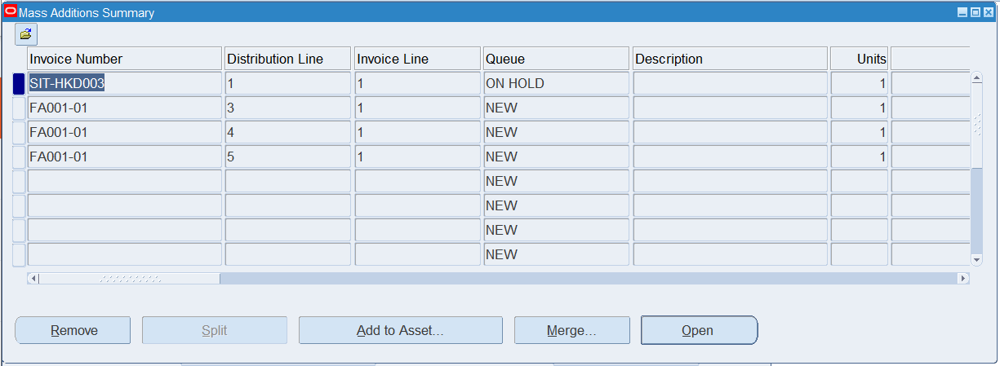 Mass Additions Summary
Invoice Number Distribution Line Invoice Line Queue Description Units
SIT-HKD003 1 1 ON HOLD 1
FA001-01 3 1 NEW 1
FA001-01 4 1 NEW 1
FA001-01 5 1 NEW 1
NEW
NEW
NEW
NEW
Remove Split Add to Asset... Merge... Open